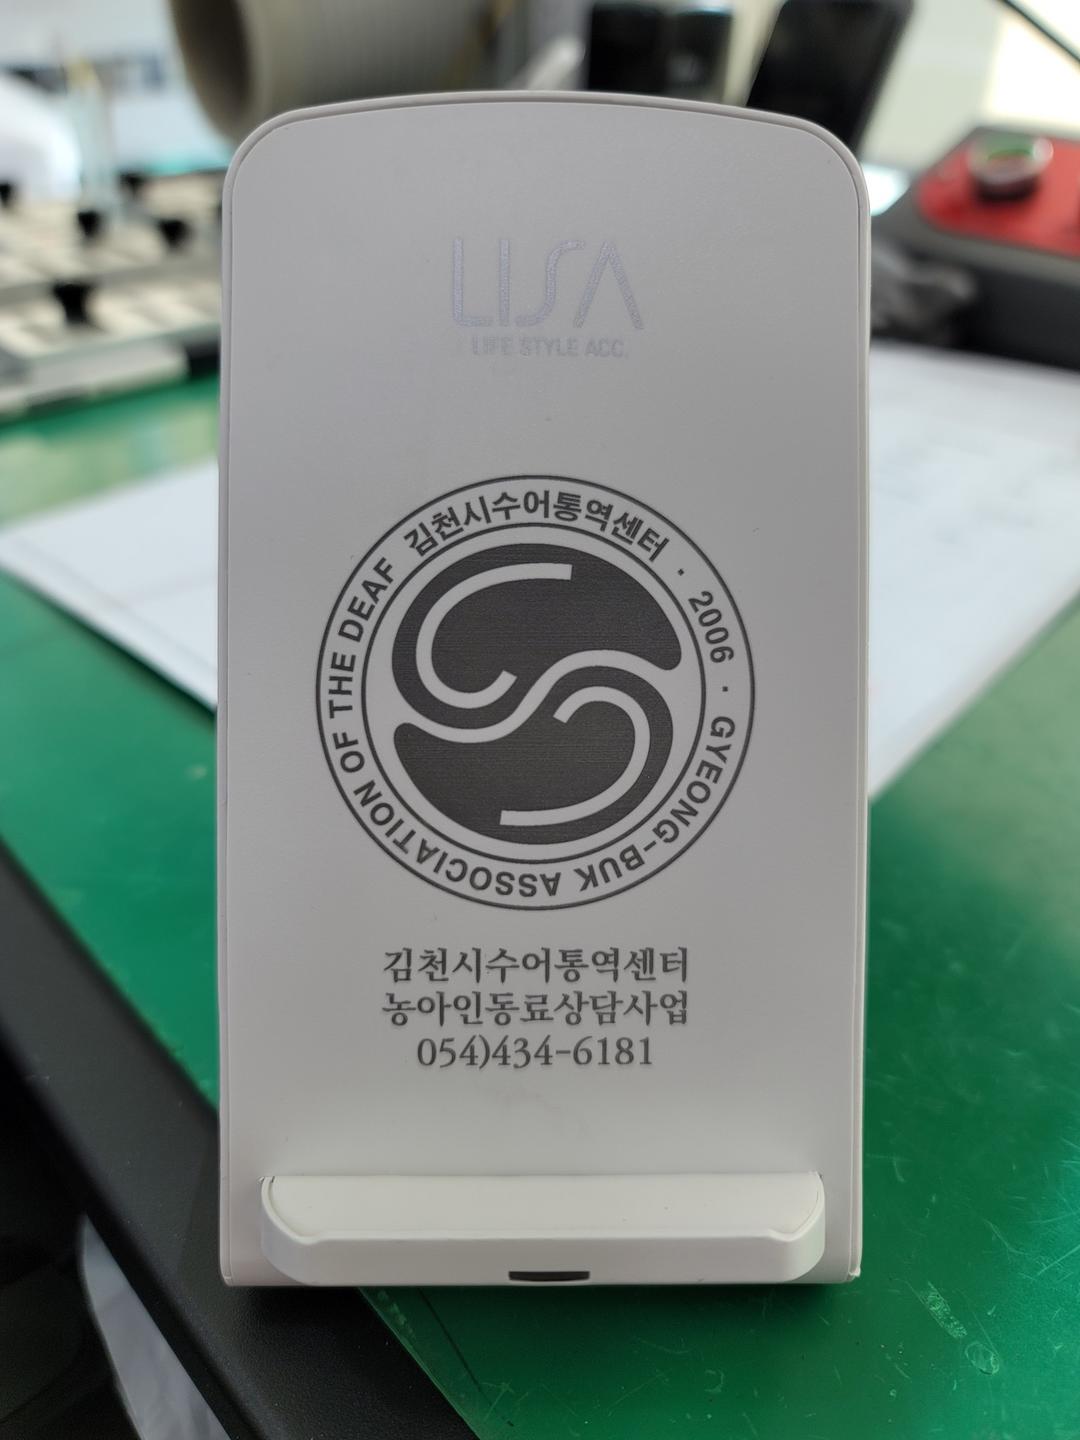 LISA
LIFE STYLE ACC.
김천시수어통역센터 · 2006 · GYEONG-BUK ASSOCIATION OF THE DEAF
김천시수어통역센터
농아인동료상담사업
054)434-6181